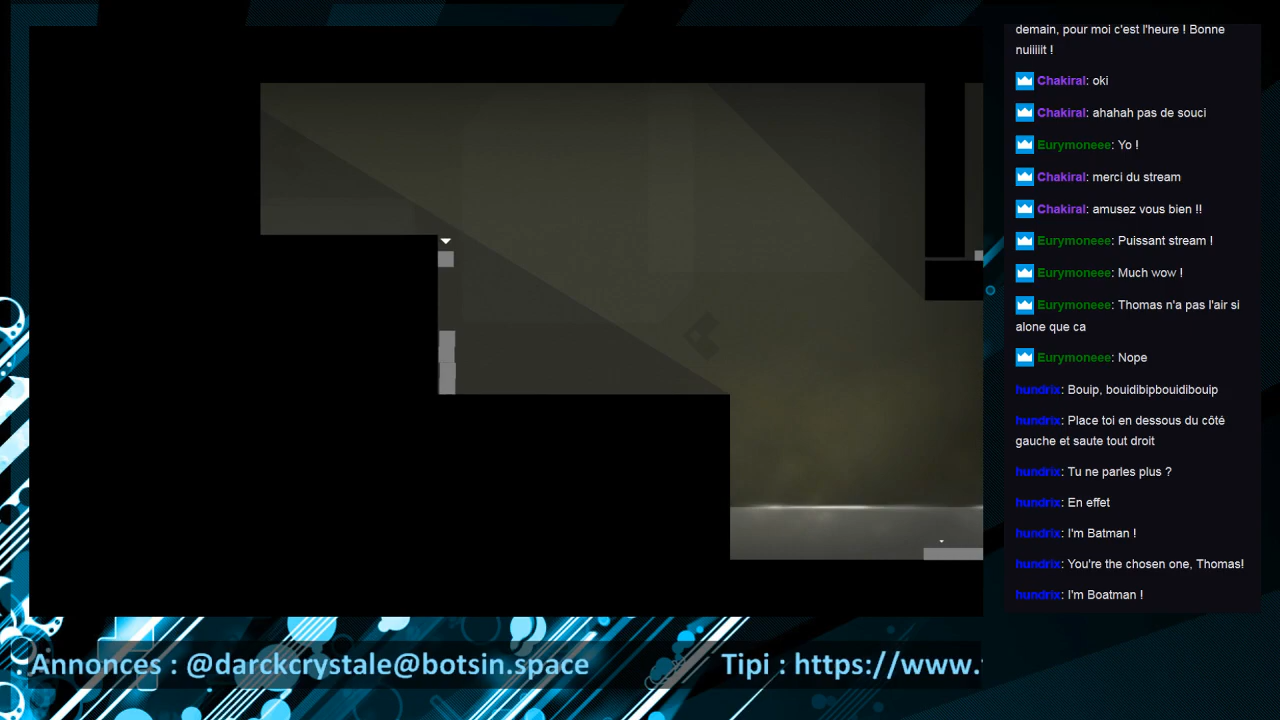 demain, pour moi c'est l'heure ! Bonne
nuiiiiit !
Chakiral: oki
Chakiral: ahahah pas de souci
Eurymoneee: Yo !
Chakiral: merci du stream
Chakiral: amusez vous bien !!
Eurymoneee: Puissant stream !
Eurymoneee: Much wow !
Eurymoneee: Thomas n'a pas l'air si
alone que ca
Eurymoneee: Nope
hundrix: Bouip, bouidibipbouidibouip
hundrix: Place toi en dessous du côté
gauche et saute tout droit
hundrix: Tu ne parles plus ?
hundrix: En effet
hundrix: I'm Batman !
hundrix: You're the chosen one, Thomas!
hundrix: I'm Boatman !
Annonces : @darckcrystale@botsin.space Tipi : https://www.